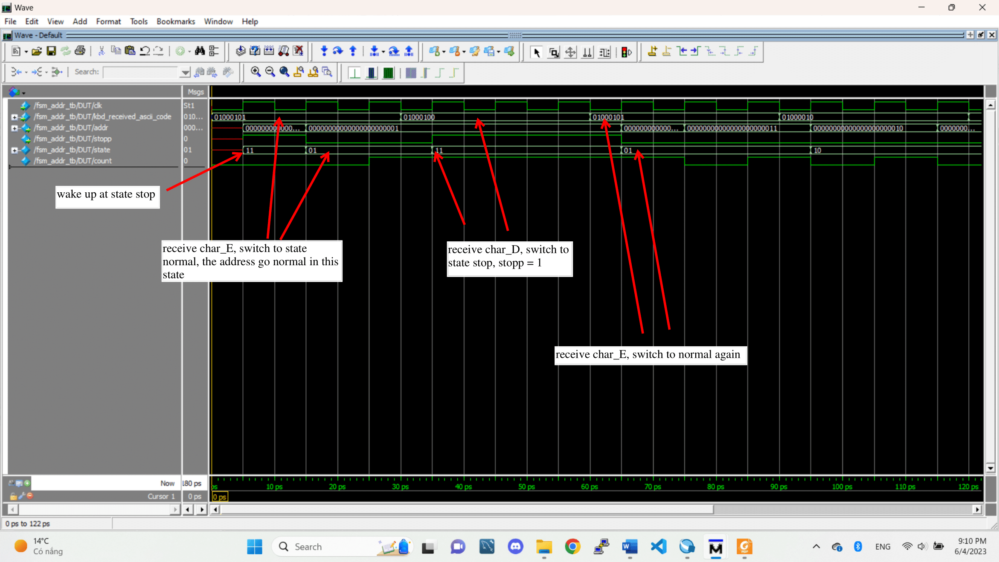 Wave
File Edit View Add Format Tools Bookmarks Window Help
Wave - Default
Search:
Msgs
/fsm_addr_tb/DUT/clk St1
/fsm_addr_tb/DUT/kbd_received_ascii_code 010... 01000101 01000100 01000101 01000010
/fsm_addr_tb/DUT/addr 000... 000000000000... 00000000000000000000001 000000000000... 00000000000000000000011 00000000000000000000010 0000000...
/fsm_addr_tb/DUT/stopp 0
/fsm_addr_tb/DUT/state 01 11 01 11 01 10
/fsm_addr_tb/DUT/count 0
wake up at state stop
receive char_E, switch to state
normal, the address go normal in this
state
receive char_D, switch to
state stop, stopp = 1
receive char_E, switch to normal again
Now 180 ps ps 10 ps 20 ps 30 ps 40 ps 50 ps 60 ps 70 ps 80 ps 90 ps 100 ps 110 ps 120 ps
Cursor 1 0 ps 0 ps
0 ps to 122 ps
14°C
Có nắng
Search
ENG
9:10 PM
6/4/2023